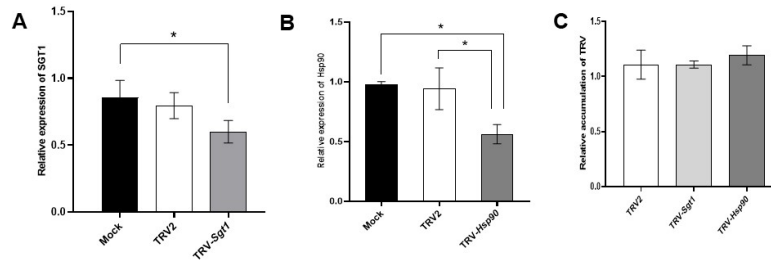 A
Relative expression of SGT1
1.5
1.0
0.5
0.0
*
Mock
TRV2
TRV-Sgt1
B
Relative expression of Hsp90
1.5
1.0
0.5
0.0
*
*
Mock
TRV2
TRV-Hsp90
C
Relative accumulation of TRV
1.5
1.0
0.5
0.0
TRV2
TRV-Sgt1
TRV-Hsp90